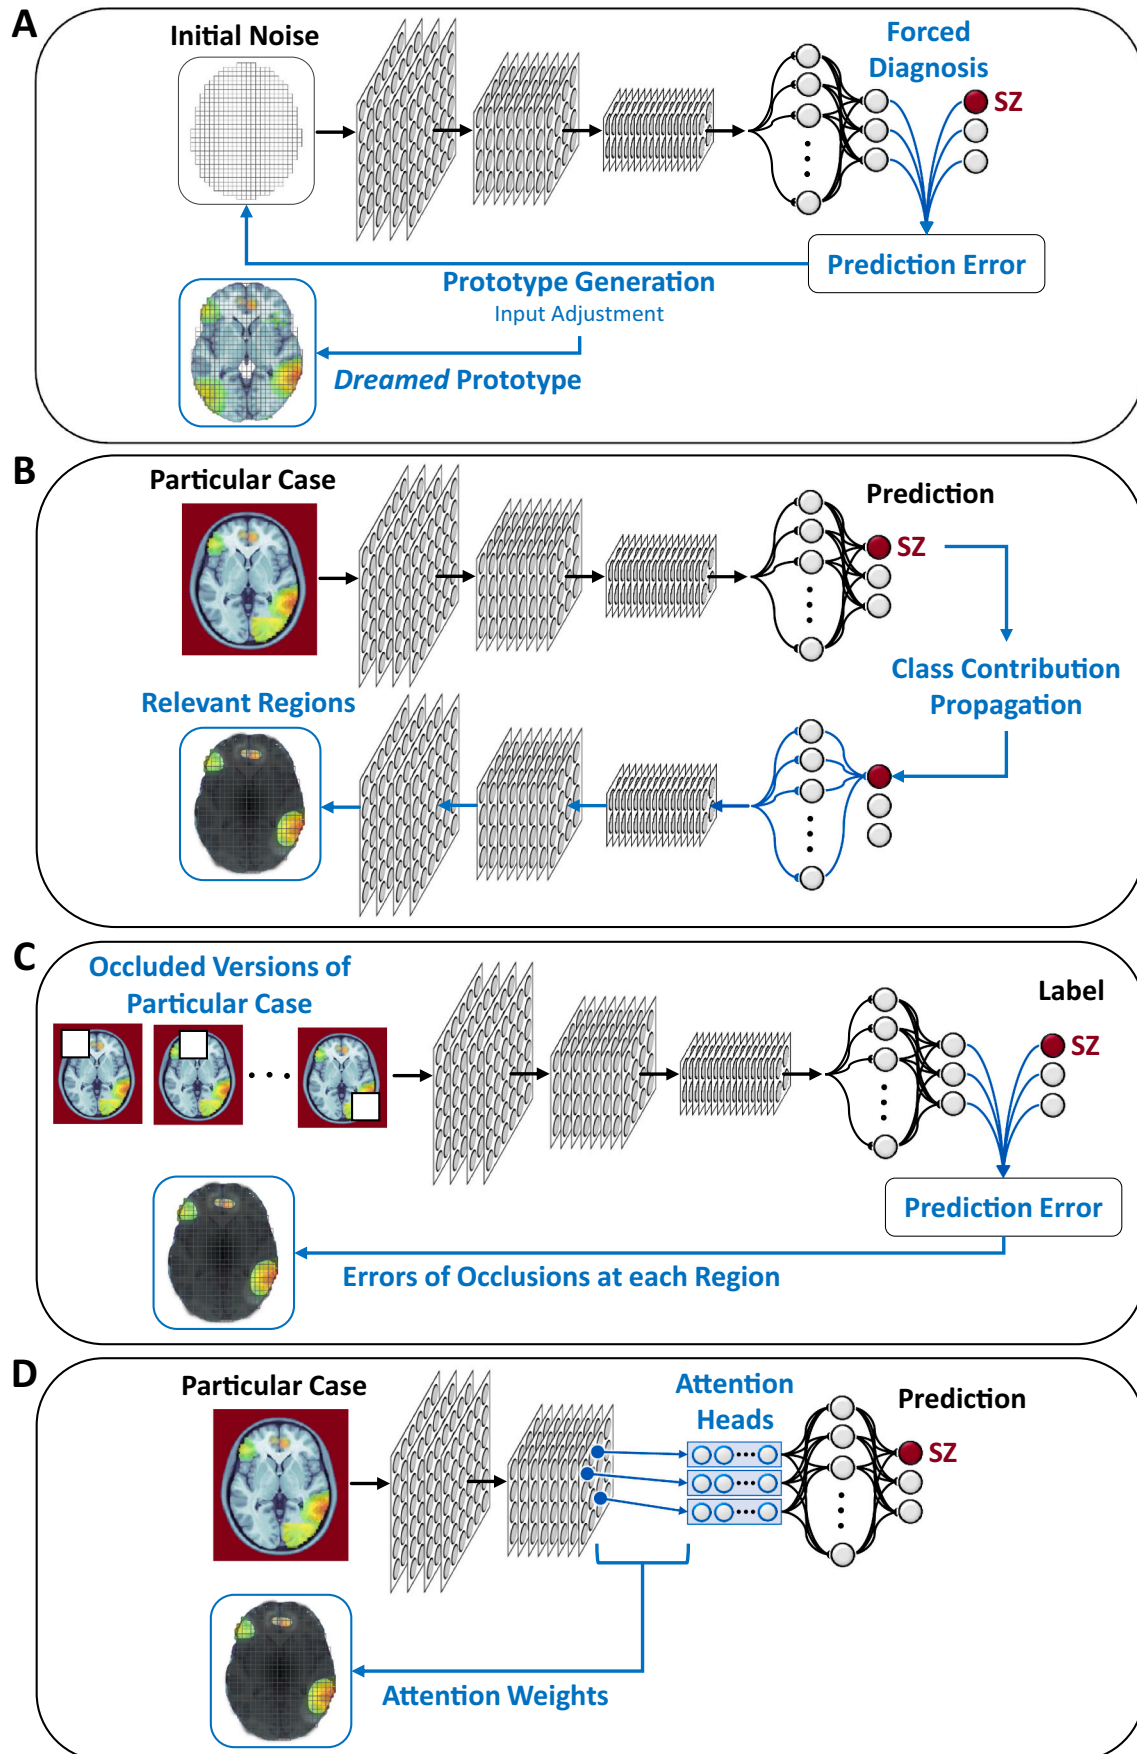 A
Initial Noise
Forced
Diagnosis
SZ
Prediction Error
Prototype Generation
Input Adjustment
Dreamed Prototype
B
Particular Case
Prediction
SZ
Class Contribution
Propagation
Relevant Regions
C
Occluded Versions of
Particular Case
Label
SZ
Prediction Error
Errors of Occlusions at each Region
D
Particular Case
Attention
Heads
Prediction
SZ
Attention Weights